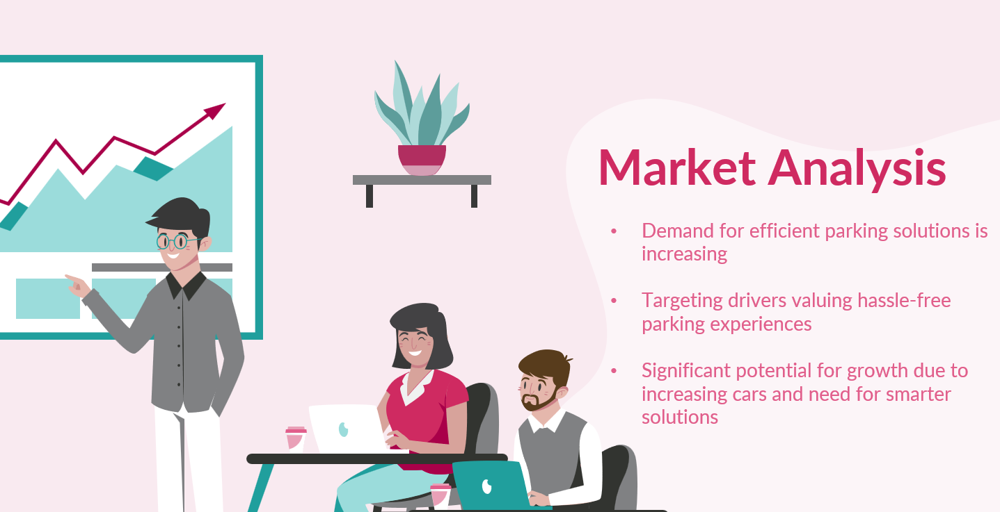 Market Analysis
• Demand for efficient parking solutions is
increasing
• Targeting drivers valuing hassle-free
parking experiences
• Significant potential for growth due to
increasing cars and need for smarter
solutions